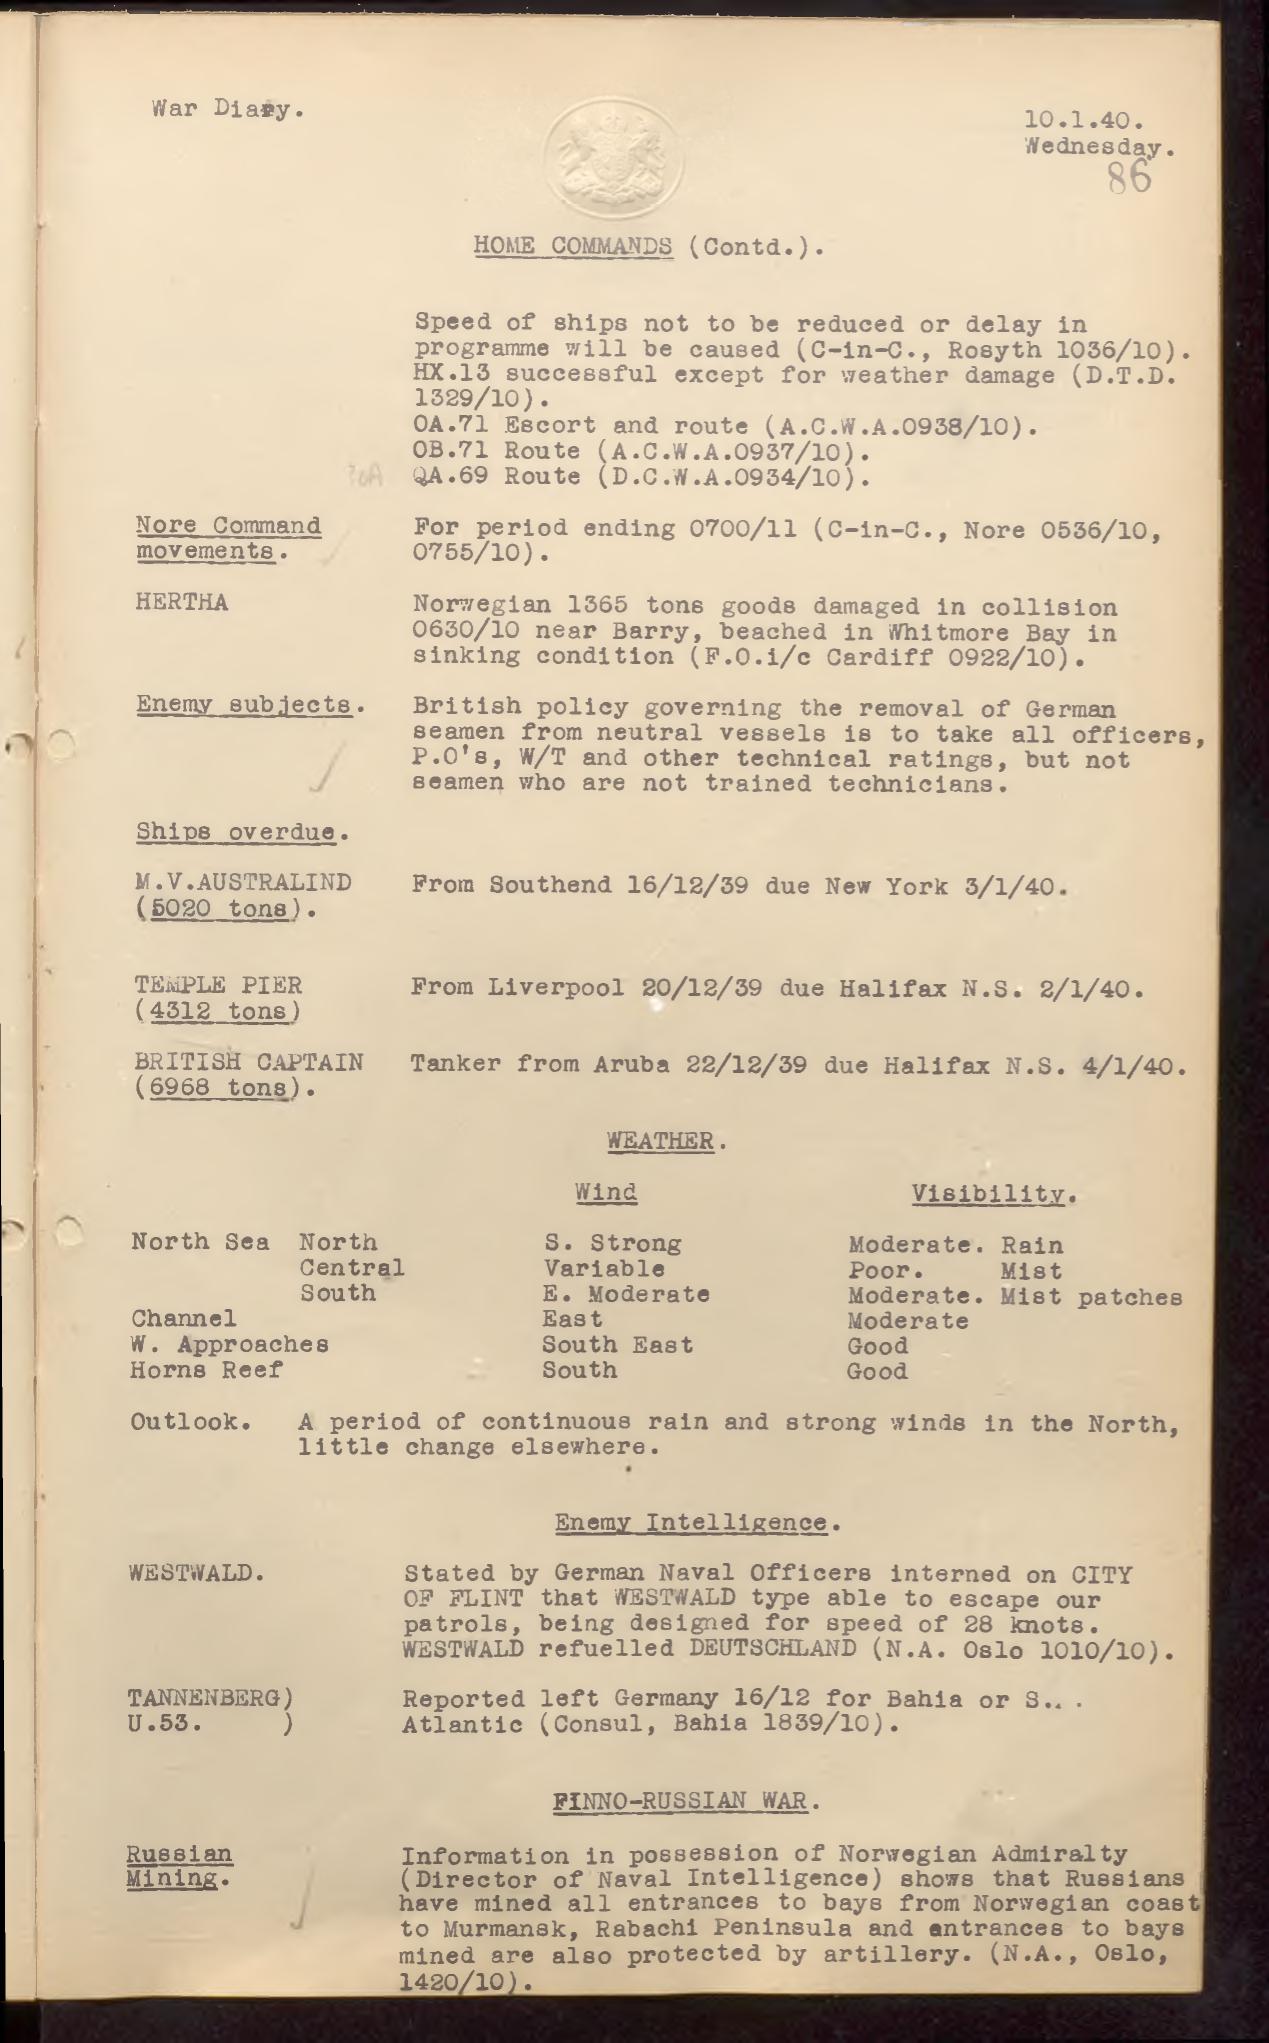 War Diary.
10.1.40.
Wednesday.
86
HOME COMMANDS (Contd.).
Speed of ships not to be reduced or delay in
programme will be caused (C-in-C., Rosyth 1036/10).
HX.13 successful except for weather damage (D.T.D.
1329/10).
OA.71 Escort and route (A.C.W.A.0938/10).
OB.71 Route (A.C.W.A.0937/10).
QA.69 Route (D.C.W.A.0934/10).
Nore Command For period ending 0700/11 (C-in-C., Nore 0536/10,
movements. 0755/10).
HERTHA Norwegian 1365 tons goods damaged in collision
0630/10 near Barry, beached in Whitmore Bay in
sinking condition (F.O.i/c Cardiff 0922/10).
Enemy subjects. British policy governing the removal of German
seamen from neutral vessels is to take all officers,
P.O's, W/T and other technical ratings, but not
seamen who are not trained technicians.
Ships overdue.
M.V.AUSTRALIND From Southend 16/12/39 due New York 3/1/40.
(5020 tons).
TEMPLE PIER From Liverpool 20/12/39 due Halifax N.S. 2/1/40.
(4312 tons)
BRITISH CAPTAIN Tanker from Aruba 22/12/39 due Halifax N.S. 4/1/40.
(6968 tons).
WEATHER.
Wind Visibility.
North Sea North S. Strong Moderate. Rain
Central Variable Poor. Mist
South E. Moderate Moderate. Mist patches
Channel East Moderate
W. Approaches South East Good
Horns Reef South Good
Outlook. A period of continuous rain and strong winds in the North,
little change elsewhere.
Enemy Intelligence.
WESTWALD. Stated by German Naval Officers interned on CITY
OF FLINT that WESTWALD type able to escape our
patrols, being designed for speed of 28 knots.
WESTWALD refuelled DEUTSCHLAND (N.A. Oslo 1010/10).
TANNENBERG) Reported left Germany 16/12 for Bahia or S...
U.53. ) Atlantic (Consul, Bahia 1839/10).
FINNO-RUSSIAN WAR.
Russian Information in possession of Norwegian Admiralty
Mining. (Director of Naval Intelligence) shows that Russians
have mined all entrances to bays from Norwegian coast
to Murmansk, Rabachi Peninsula and entrances to bays
mined are also protected by artillery. (N.A., Oslo,
1420/10).